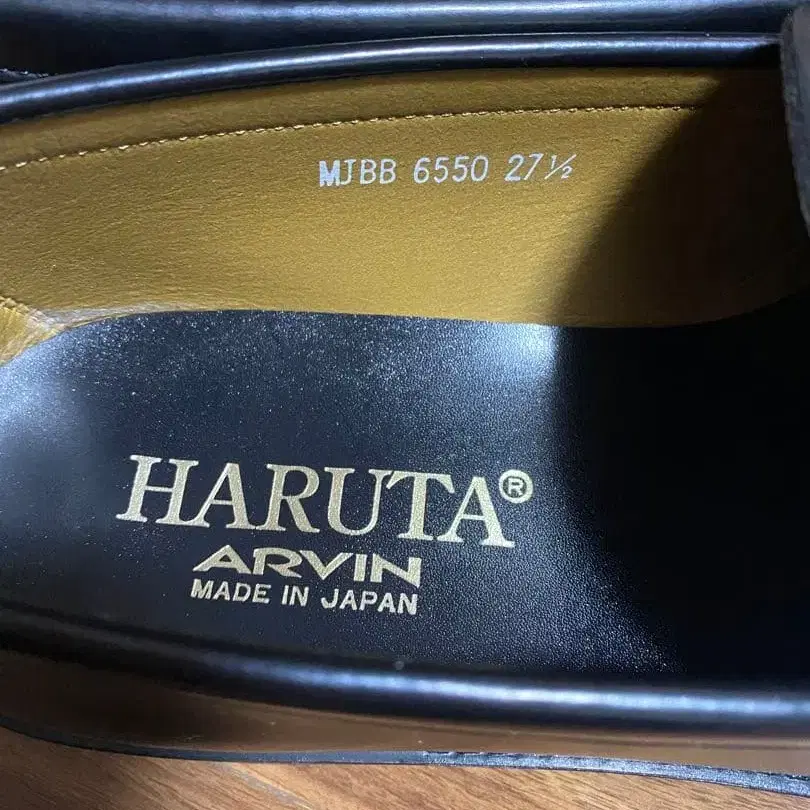 MJBB 6550 27½
HARUTA®
ARVIN
MADE IN JAPAN